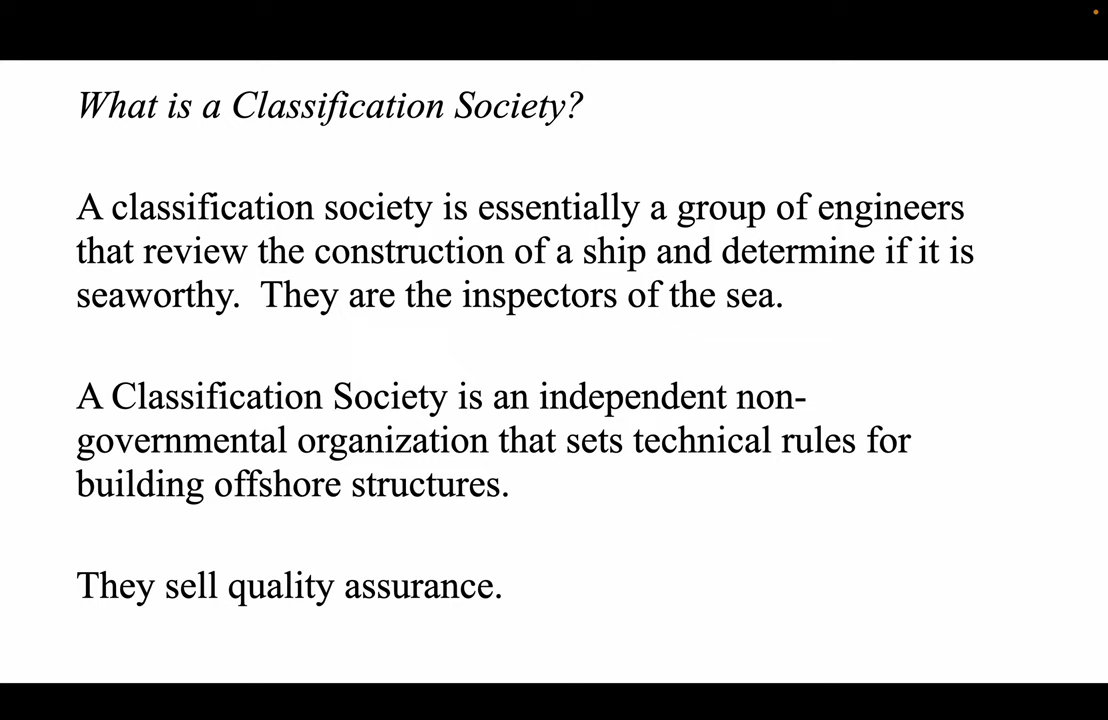 What is a Classification Society?
A classification society is essentially a group of engineers
that review the construction of a ship and determine if it is
seaworthy.  They are the inspectors of the sea.
A Classification Society is an independent non-
governmental organization that sets technical rules for
building offshore structures.
They sell quality assurance.